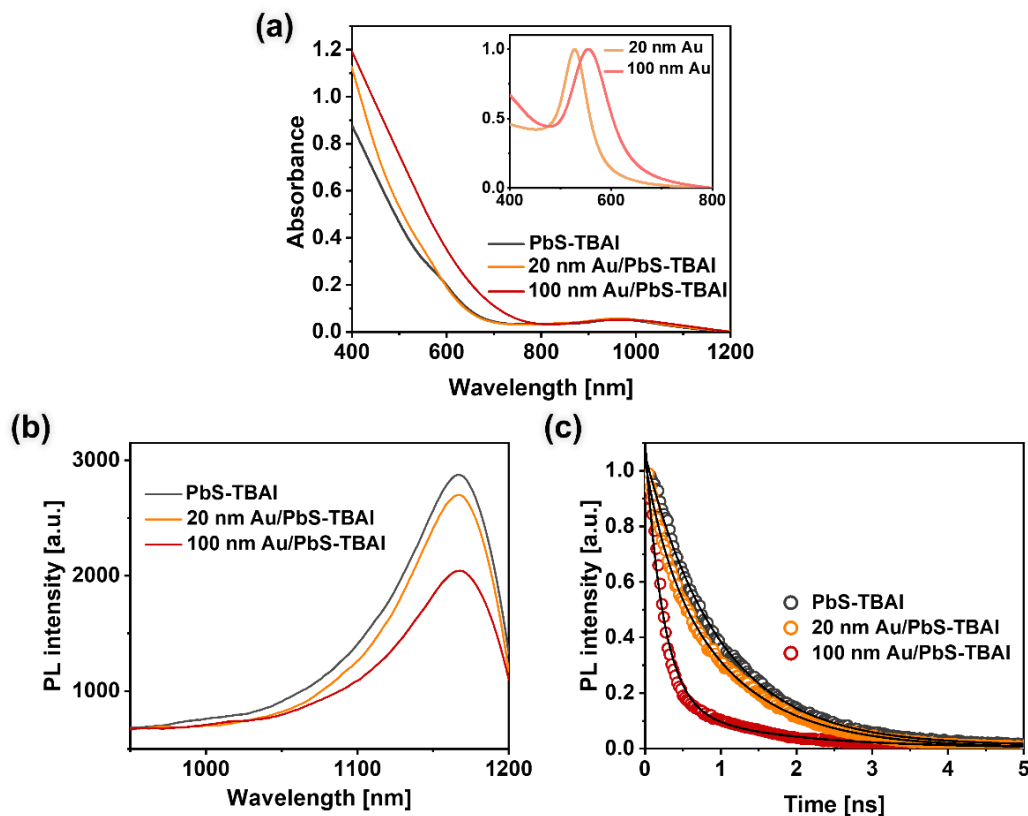 (a)
Absorbance
1.2
1.0
0.8
0.6
0.4
0.2
0.0
400
600
800
1000
1200
Wavelength [nm]
PbS-TBAI
20 nm Au/PbS-TBAI
100 nm Au/PbS-TBAI
1.0
0.5
0.0
400
600
800
20 nm Au
100 nm Au
(b)
PL intensity [a.u.]
3000
2000
1000
1000
1100
1200
Wavelength [nm]
PbS-TBAI
20 nm Au/PbS-TBAI
100 nm Au/PbS-TBAI
(c)
PL intensity [a.u.]
1.0
0.8
0.6
0.4
0.2
0.0
0
1
2
3
4
5
Time [ns]
PbS-TBAI
20 nm Au/PbS-TBAI
100 nm Au/PbS-TBAI